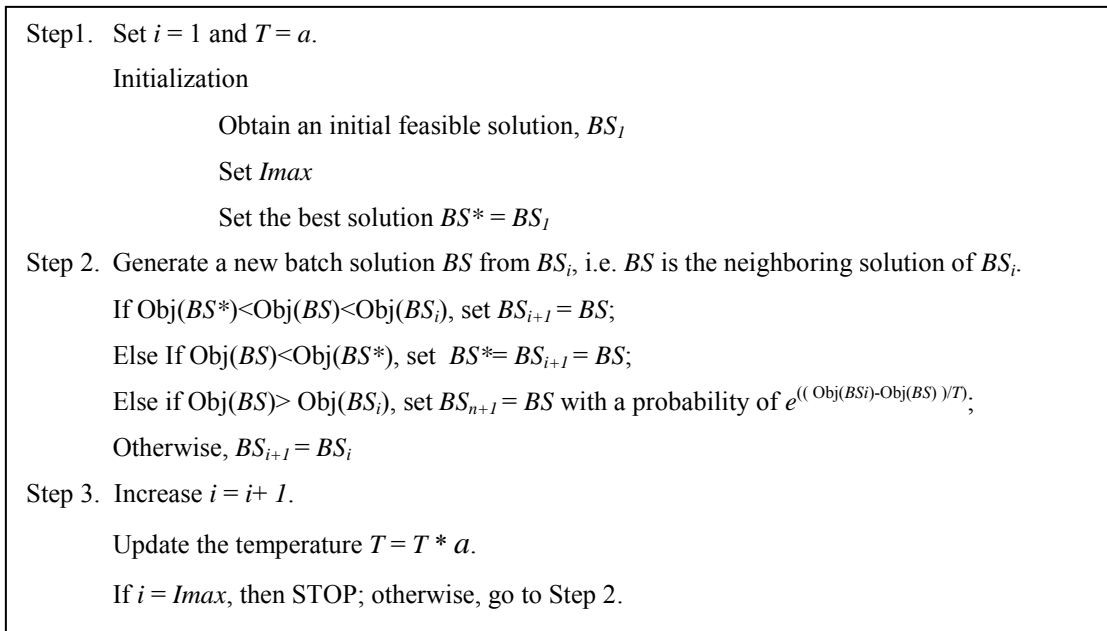 Step1. Set i = 1 and T = a.
Initialization
Obtain an initial feasible solution, BS1
Set Imax
Set the best solution BS* = BS1
Step 2. Generate a new batch solution BS from BSi, i.e. BS is the neighboring solution of BSi.
If Obj(BS*)<Obj(BS)<Obj(BSi), set BSi+1 = BS;
Else If Obj(BS)<Obj(BS*), set BS*= BSi+1 = BS;
Else if Obj(BS)> Obj(BSi), set BSn+1 = BS with a probability of e(( Obj(BSi)-Obj(BS) )/T);
Otherwise, BSi+1 = BSi
Step 3. Increase i = i+ 1.
Update the temperature T = T * a.
If i = Imax, then STOP; otherwise, go to Step 2.